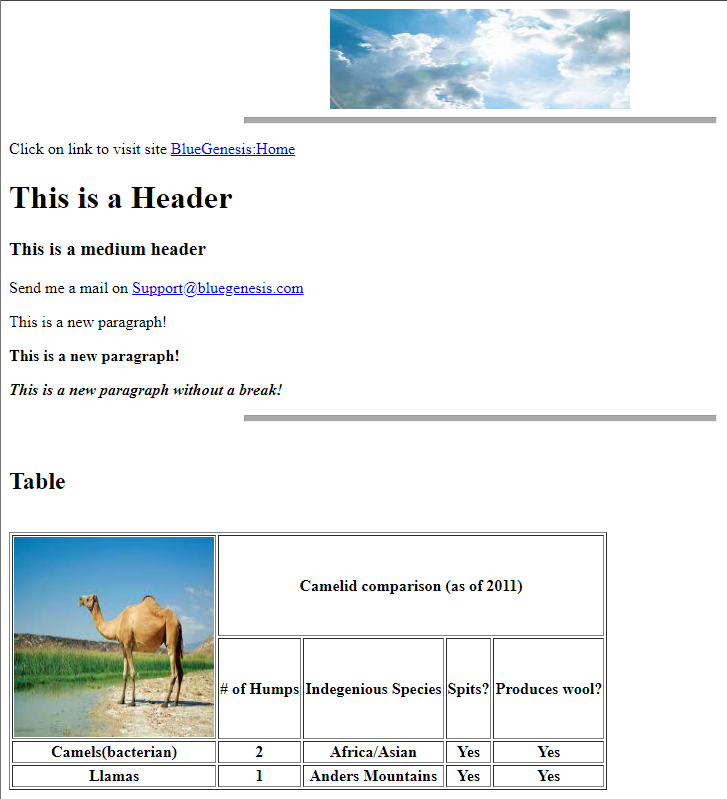 Click on link to visit site BlueGenesis:Home
This is a Header
This is a medium header
Send me a mail on Support@bluegenesis.com
This is a new paragraph!
This is a new paragraph!
This is a new paragraph without a break!
Table
Camelid comparison (as of 2011)
# of Humps Indegenious Species Spits? Produces wool?
Camels(bacterian) 2 Africa/Asian Yes Yes
Llamas 1 Anders Mountains Yes Yes